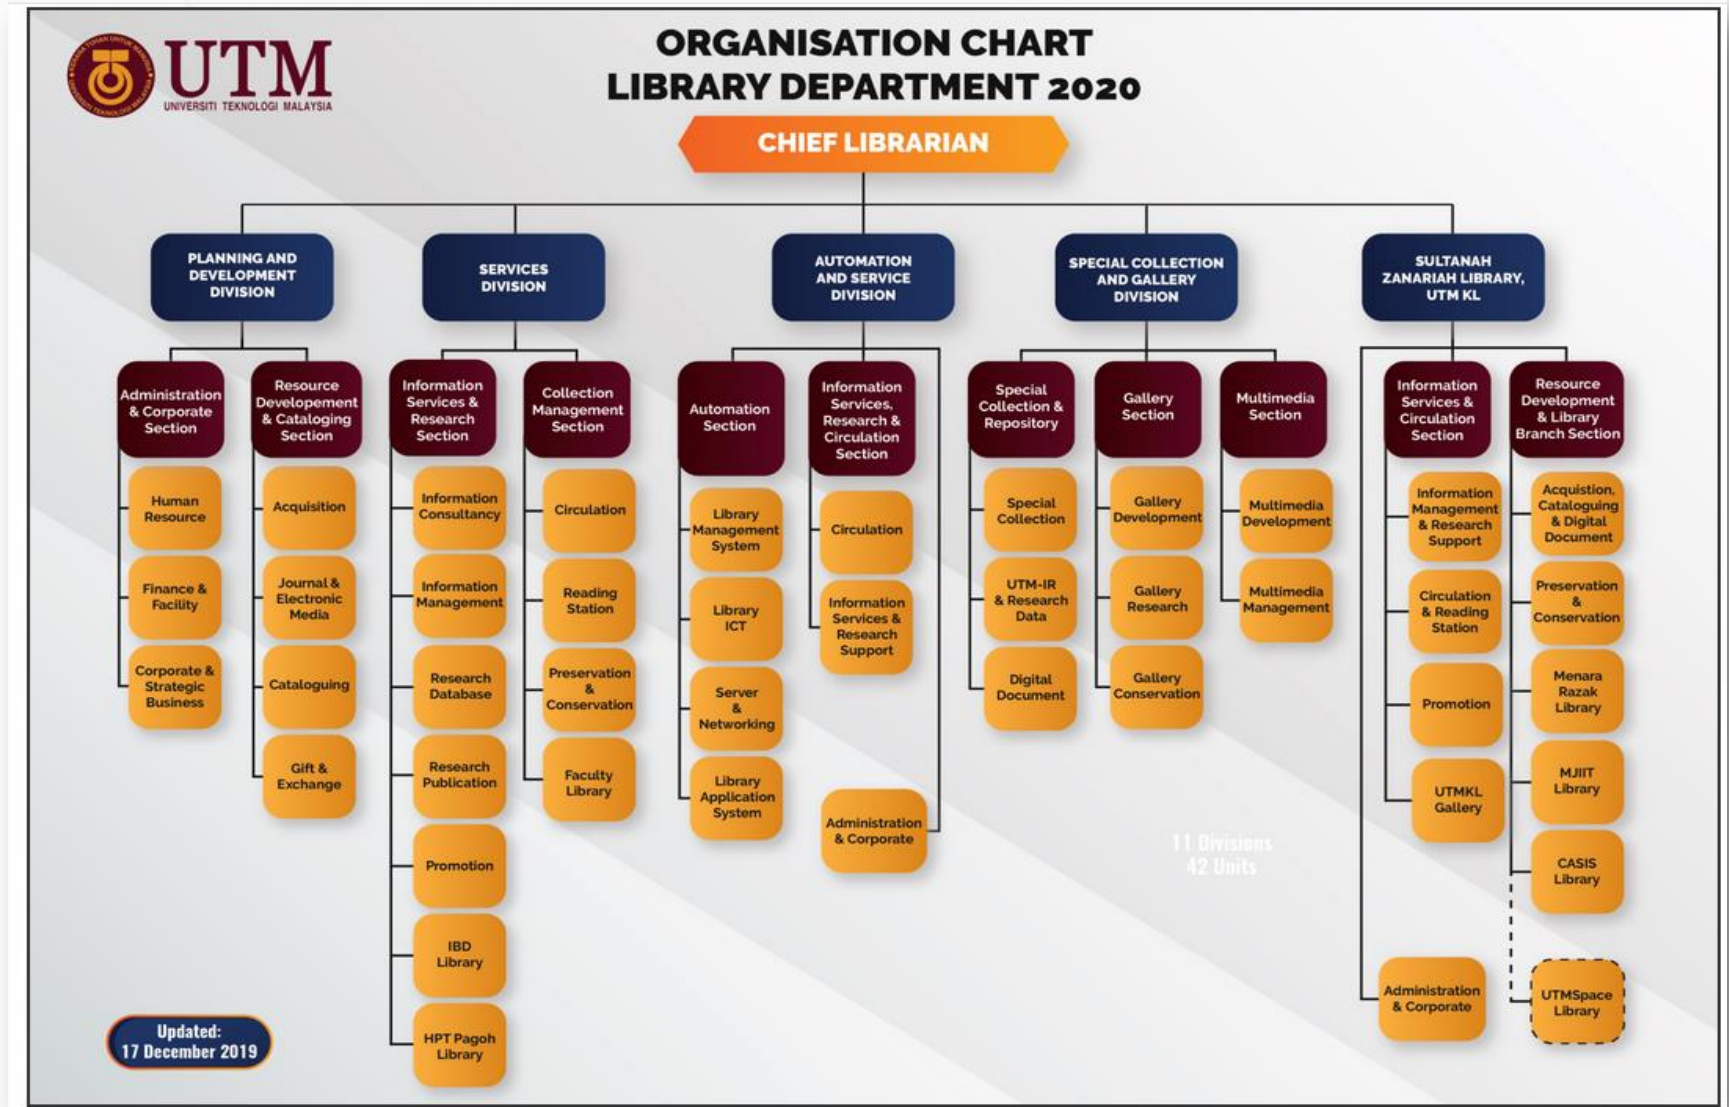 UTM
UNIVERSITI TEKNOLOGI MALAYSIA
ORGANISATION CHART
LIBRARY DEPARTMENT 2020
CHIEF LIBRARIAN
PLANNING AND
DEVELOPMENT
DIVISION
SERVICES
DIVISION
AUTOMATION
AND SERVICE
DIVISION
SPECIAL COLLECTION
AND GALLERY
DIVISION
SULTANAH
ZANARIAH LIBRARY,
UTM KL
Administration
& Corporate
Section
Human
Resource
Finance &
Facility
Corporate &
Strategic
Business
Resource
Developement
& Cataloging
Section
Acquisition
Journal &
Electronic
Media
Cataloguing
Gift &
Exchange
Information
Services &
Research
Section
Information
Consultancy
Information
Management
Research
Database
Research
Publication
Promotion
IBD
Library
HPT Pagoh
Library
Collection
Management
Section
Circulation
Reading
Station
Preservation
&
Conservation
Faculty
Library
Automation
Section
Library
Management
System
Library
ICT
Server
&
Networking
Library
Application
System
Information
Services,
Research &
Circulation
Section
Circulation
Information
Services &
Research
Support
Administration
& Corporate
Special
Collection &
Repository
Special
Collection
UTM-IR
& Research
Data
Digital
Document
Gallery
Section
Gallery
Development
Gallery
Research
Gallery
Conservation
Multimedia
Section
Multimedia
Development
Multimedia
Management
Information
Services &
Circulation
Section
Information
Management
& Research
Support
Circulation
& Reading
Station
Promotion
UTMKL
Gallery
Administration
& Corporate
Resource
Development
& Library
Branch Section
Acquistion,
Cataloguing
& Digital
Document
Preservation
&
Conservation
Menara
Razak
Library
MJIIT
Library
CASIS
Library
UTMSpace
Library
11 Divisions
42 Units
Updated:
17 December 2019